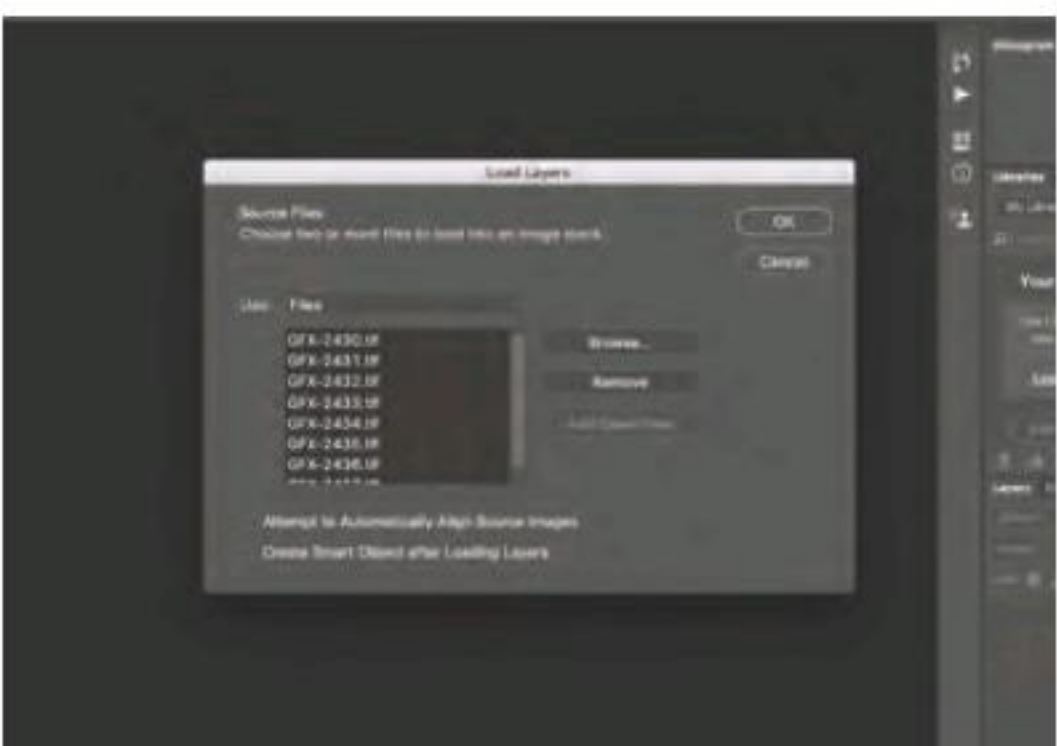 Load Layers
Source Files
Choose two or more files to load into an image stack.
OK
Cancel
Use: Files
GFX-2430.tif
GFX-2431.tif
GFX-2432.tif
GFX-2433.tif
GFX-2434.tif
GFX-2435.tif
GFX-2436.tif
Browse...
Remove
Add Open Files
Attempt to Automatically Align Source Images
Create Smart Object after Loading Layers
Histogram
Libraries
Your
Layers